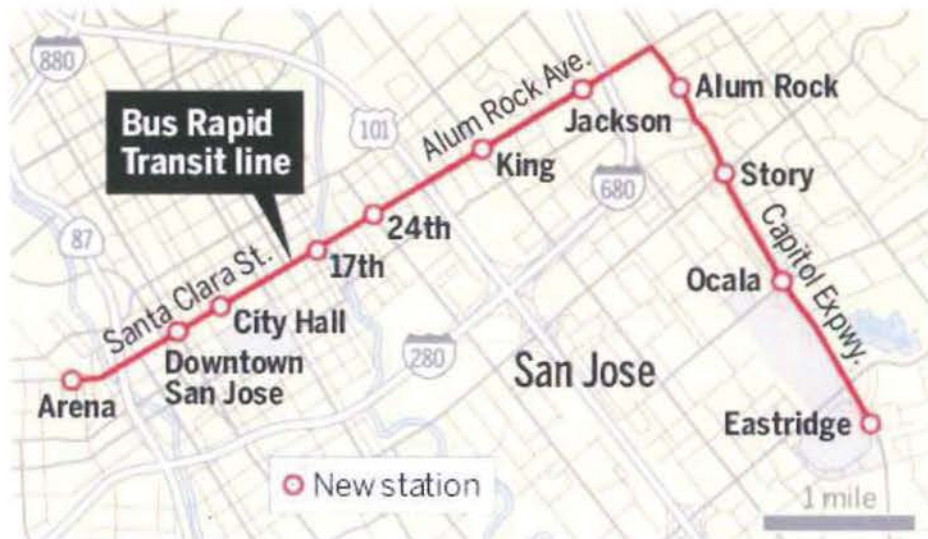 880
Bus Rapid
Transit line
101
Alum Rock Ave.
Alum Rock
Jackson
King
680
Story
87
Santa Clara St.
24th
17th
Ocala
Capitol Expwy.
City Hall
Downtown
San Jose
280
San Jose
Arena
Eastridge
New station
1 mile